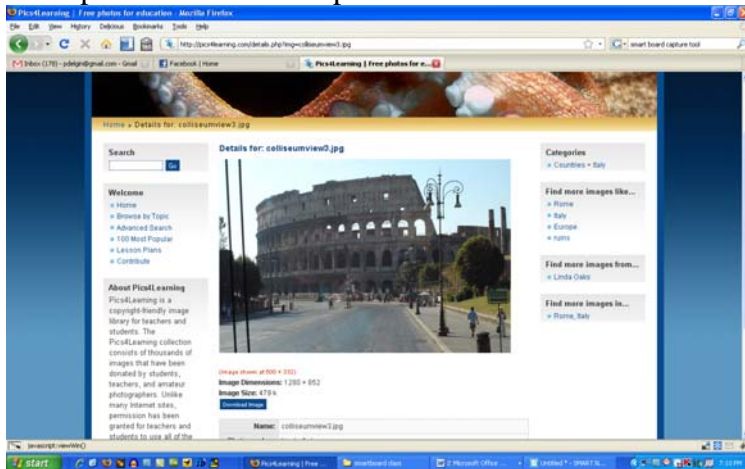 Pics4Learning | Free photos for education - Mozilla Firefox
File Edit View History Delicious Bookmarks Tools Help
http://pics4learning.com/details.php?img=colliseumview3.jpg
smart board capture tool
Inbox (178) - pdelgin@gmail.com - Gmail
Facebook | Home
Pics4Learning | Free photos for e...
Home » Details for: colliseumview3.jpg
Search
Go
Welcome
Home
Browse by Topic
Advanced Search
100 Most Popular
Lesson Plans
Contribute
About Pics4Learning
Pics4Learning is a
copyright-friendly image
library for teachers and
students. The
Pics4Learning collection
consists of thousands of
images that have been
donated by students,
teachers, and amateur
photographers. Unlike
many Internet sites,
permission has been
granted for teachers and
students to use all of the
Details for: colliseumview3.jpg
(Image shown at 500 × 332)
Image Dimensions: 1280 × 852
Image Size: 478 k
Download Image
Name: colliseumview3.jpg
Categories
Countries » Italy
Find more images like...
Rome
Italy
Europe
ruins
Find more images from...
Linda Oaks
Find more images in...
Rome, Italy
javascript:viewWin()
start
Pics4Learning | Free ...
smartboard class
2 Microsoft Office ...
Untitled * - SMART N...
7:13 PM